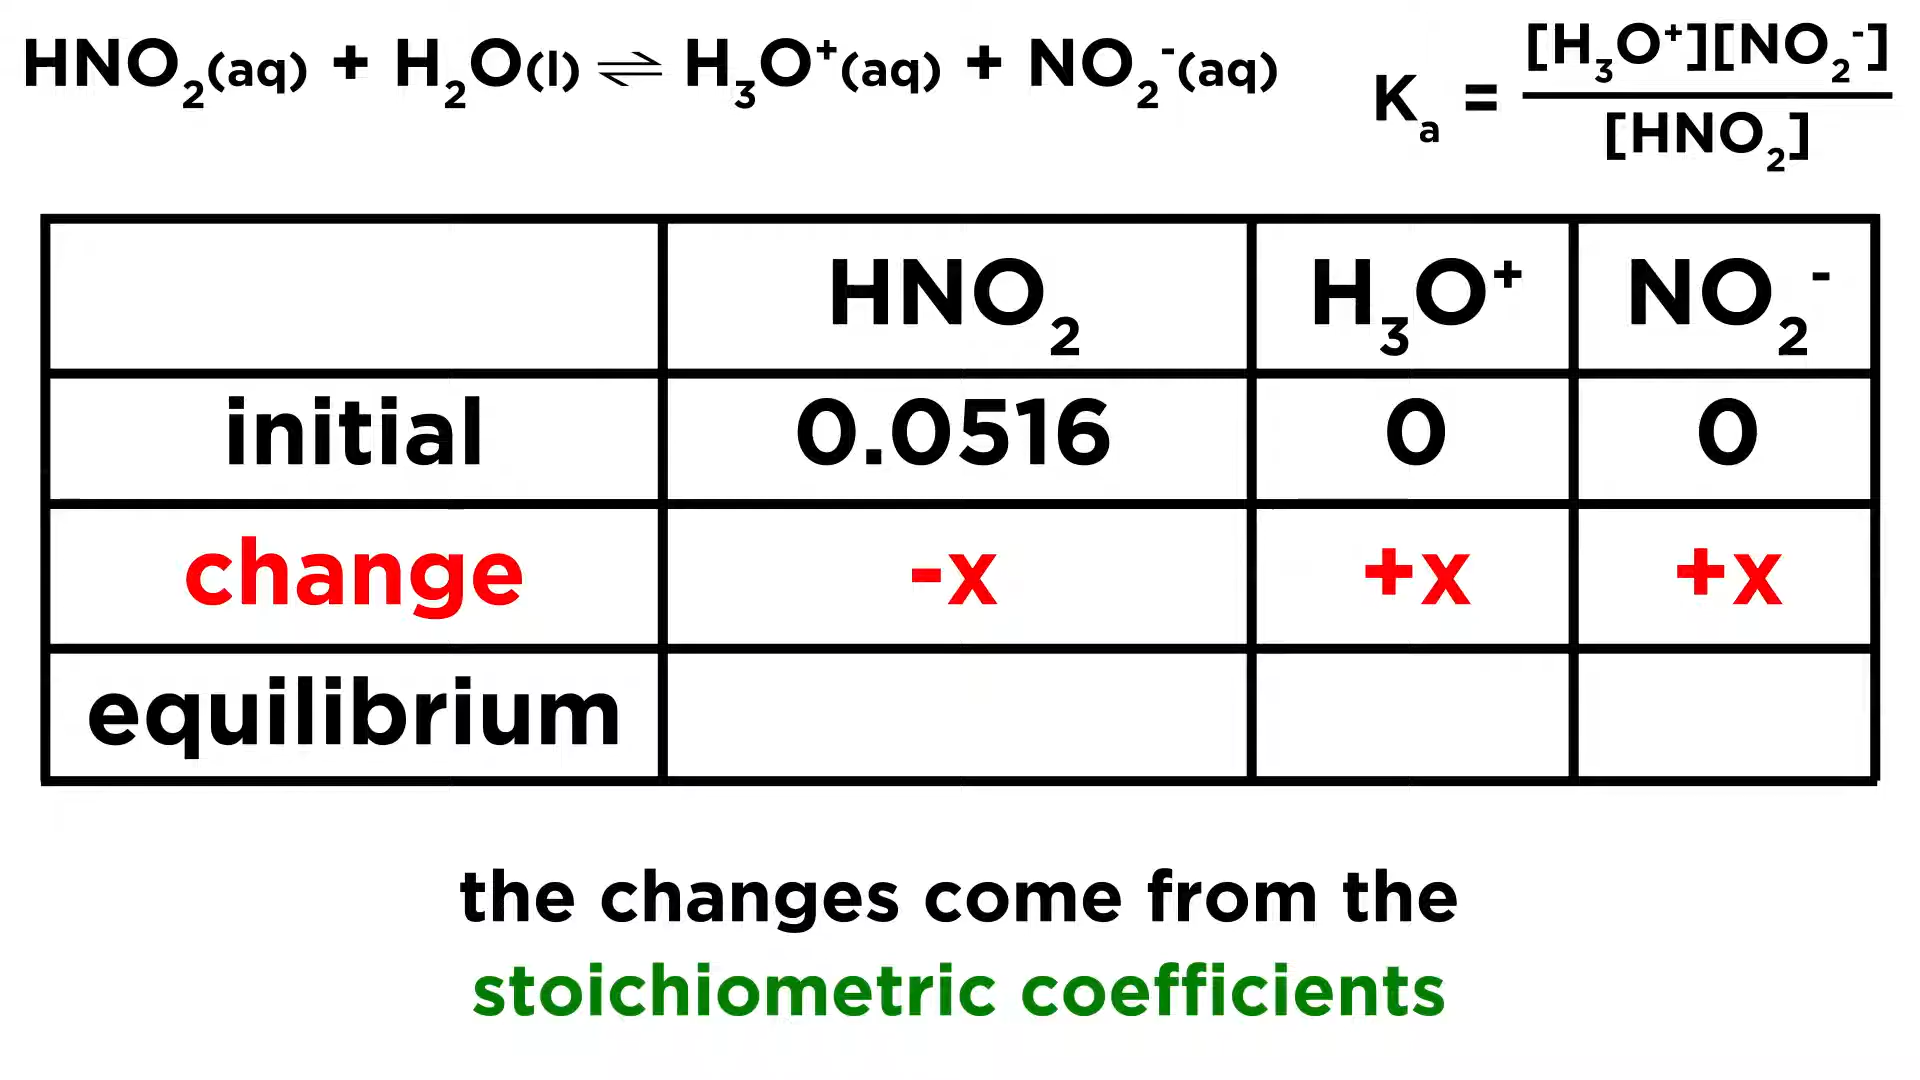 HNO₂(aq) + H₂O(l) ⇌ H₃O⁺(aq) + NO₂⁻(aq)
Kₐ = [H₃O⁺][NO₂⁻] / [HNO₂]
HNO₂ H₃O⁺ NO₂⁻
initial 0.0516 0 0
change -x +x +x
equilibrium
the changes come from the
stoichiometric coefficients